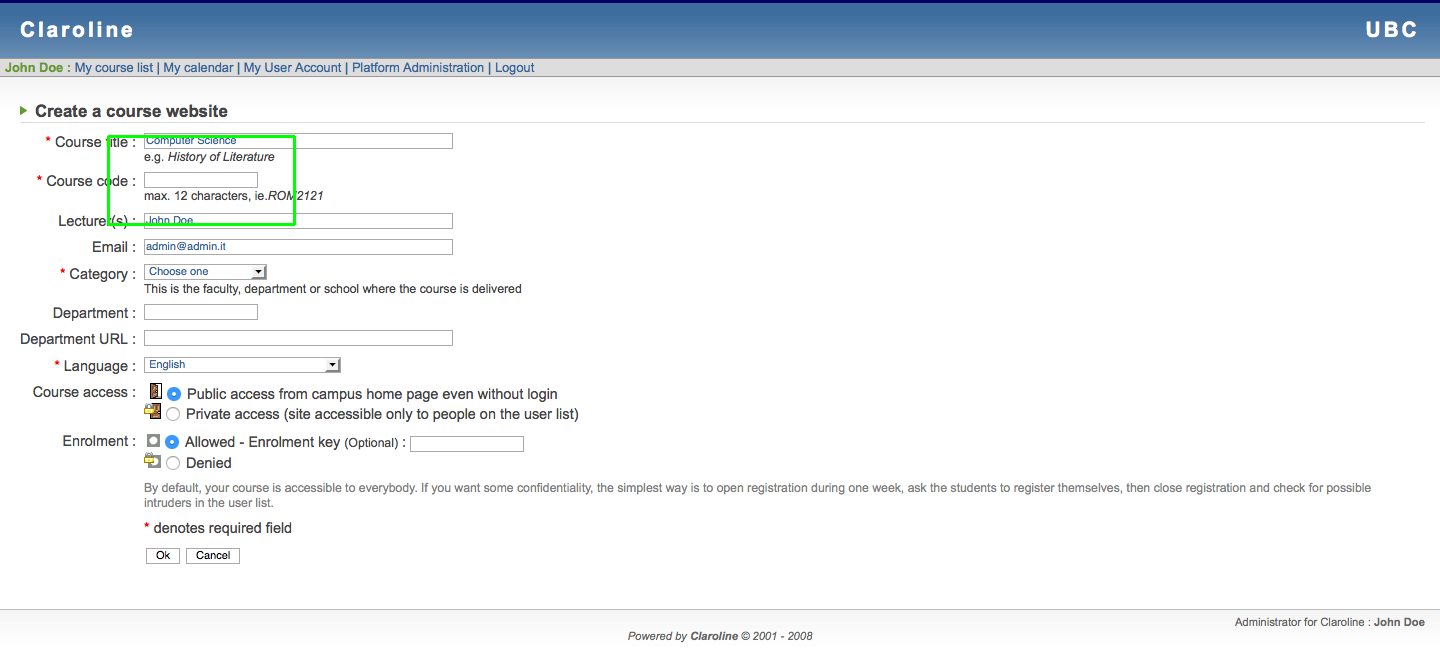 Claroline UBC
John Doe : My course list | My calendar | My User Account | Platform Administration | Logout
Create a course website
* Course title : Computer Science
e.g. History of Literature
* Course code :
max. 12 characters, ie.ROM2121
Lecturer(s) : John Doe
Email : admin@admin.it
* Category : Choose one
This is the faculty, department or school where the course is delivered
Department :
Department URL :
* Language : English
Course access : Public access from campus home page even without login
Private access (site accessible only to people on the user list)
Enrolment : Allowed - Enrolment key (Optional) :
Denied
By default, your course is accessible to everybody. If you want some confidentiality, the simplest way is to open registration during one week, ask the students to register themselves, then close registration and check for possible
intruders in the user list.
* denotes required field
Ok Cancel
Administrator for Claroline : John Doe
Powered by Claroline © 2001 - 2008